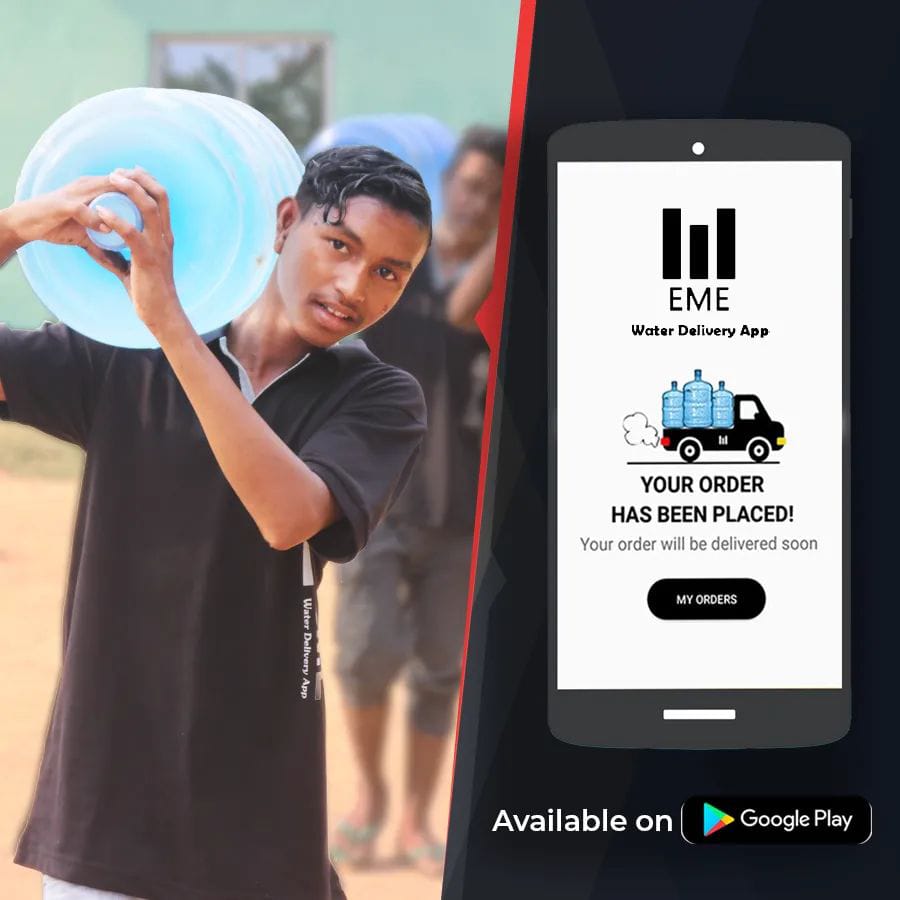 EME
Water Delivery App
YOUR ORDER
HAS BEEN PLACED!
Your order will be delivered soon
MY ORDERS
Water Delivery App
Available on Google Play